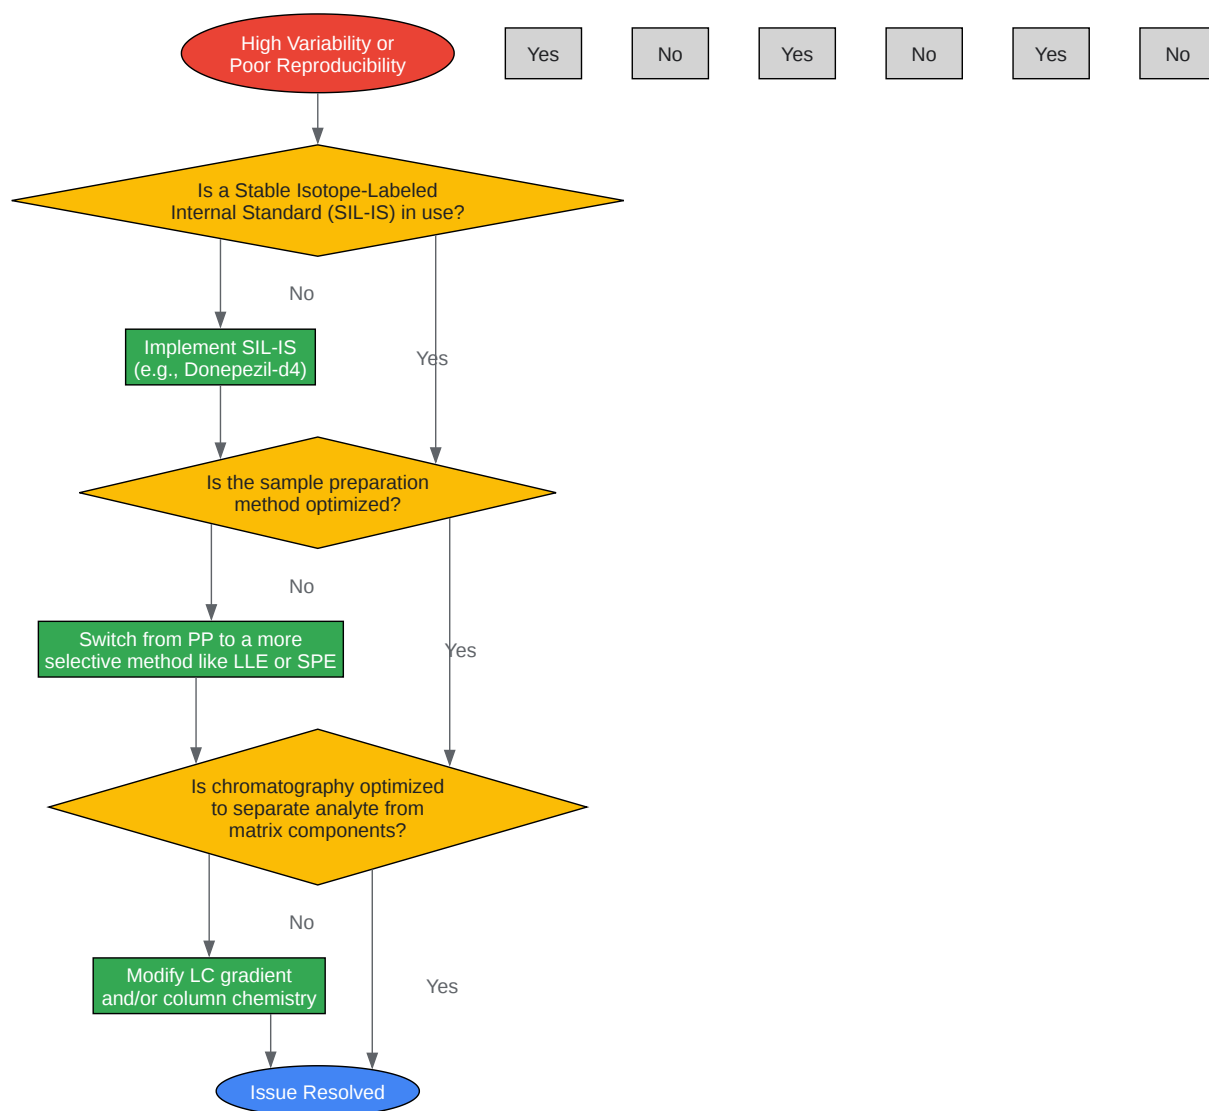 High Variability or
Poor Reproducibility
Yes
No
Yes
No
Yes
No
Is a Stable Isotope-Labeled
Internal Standard (SIL-IS) in use?
No
Implement SIL-IS
(e.g., Donepezil-d4)
Yes
Is the sample preparation
method optimized?
No
Switch from PP to a more
selective method like LLE or SPE
Yes
Is chromatography optimized
to separate analyte from
matrix components?
No
Modify LC gradient
and/or column chemistry
Yes
Issue Resolved